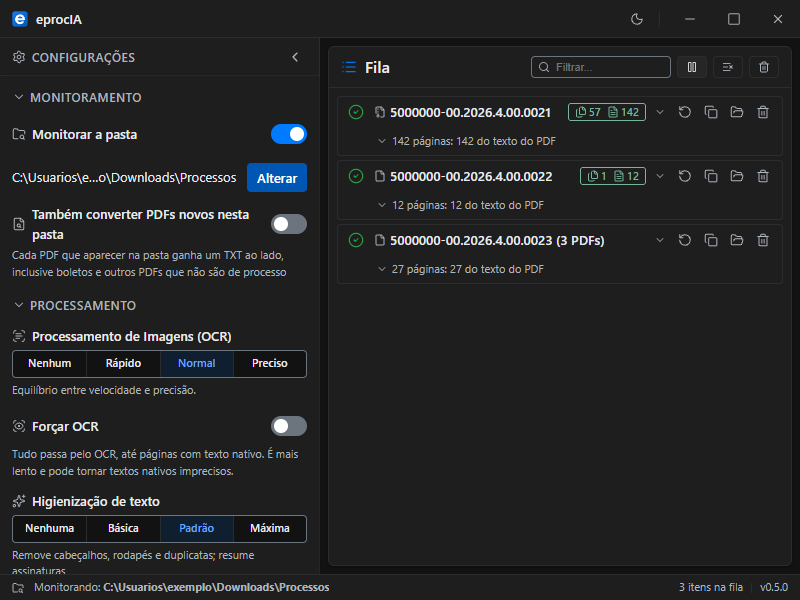 eprocIA
CONFIGURAÇÕES
MONITORAMENTO
Monitorar a pasta
C:\Usuarios\e...o\Downloads\Processos
Alterar
Também converter PDFs novos nesta
pasta
Cada PDF que aparecer na pasta ganha um TXT ao lado,
inclusive boletos e outros PDFs que não são de processo
PROCESSAMENTO
Processamento de Imagens (OCR)
Nenhum Rápido Normal Preciso
Equilíbrio entre velocidade e precisão.
Forçar OCR
Tudo passa pelo OCR, até páginas com texto nativo. É mais
lento e pode tornar textos nativos imprecisos.
Higienização de texto
Nenhuma Básica Padrão Máxima
Remove cabeçalhos, rodapés e duplicatas; resume
assinaturas
Fila
Filtrar...
5000000-00.2026.4.00.0021 57 142
142 páginas: 142 do texto do PDF
5000000-00.2026.4.00.0022 1 12
12 páginas: 12 do texto do PDF
5000000-00.2026.4.00.0023 (3 PDFs)
27 páginas: 27 do texto do PDF
Monitorando: C:\Usuarios\exemplo\Downloads\Processos
3 itens na fila v0.5.0